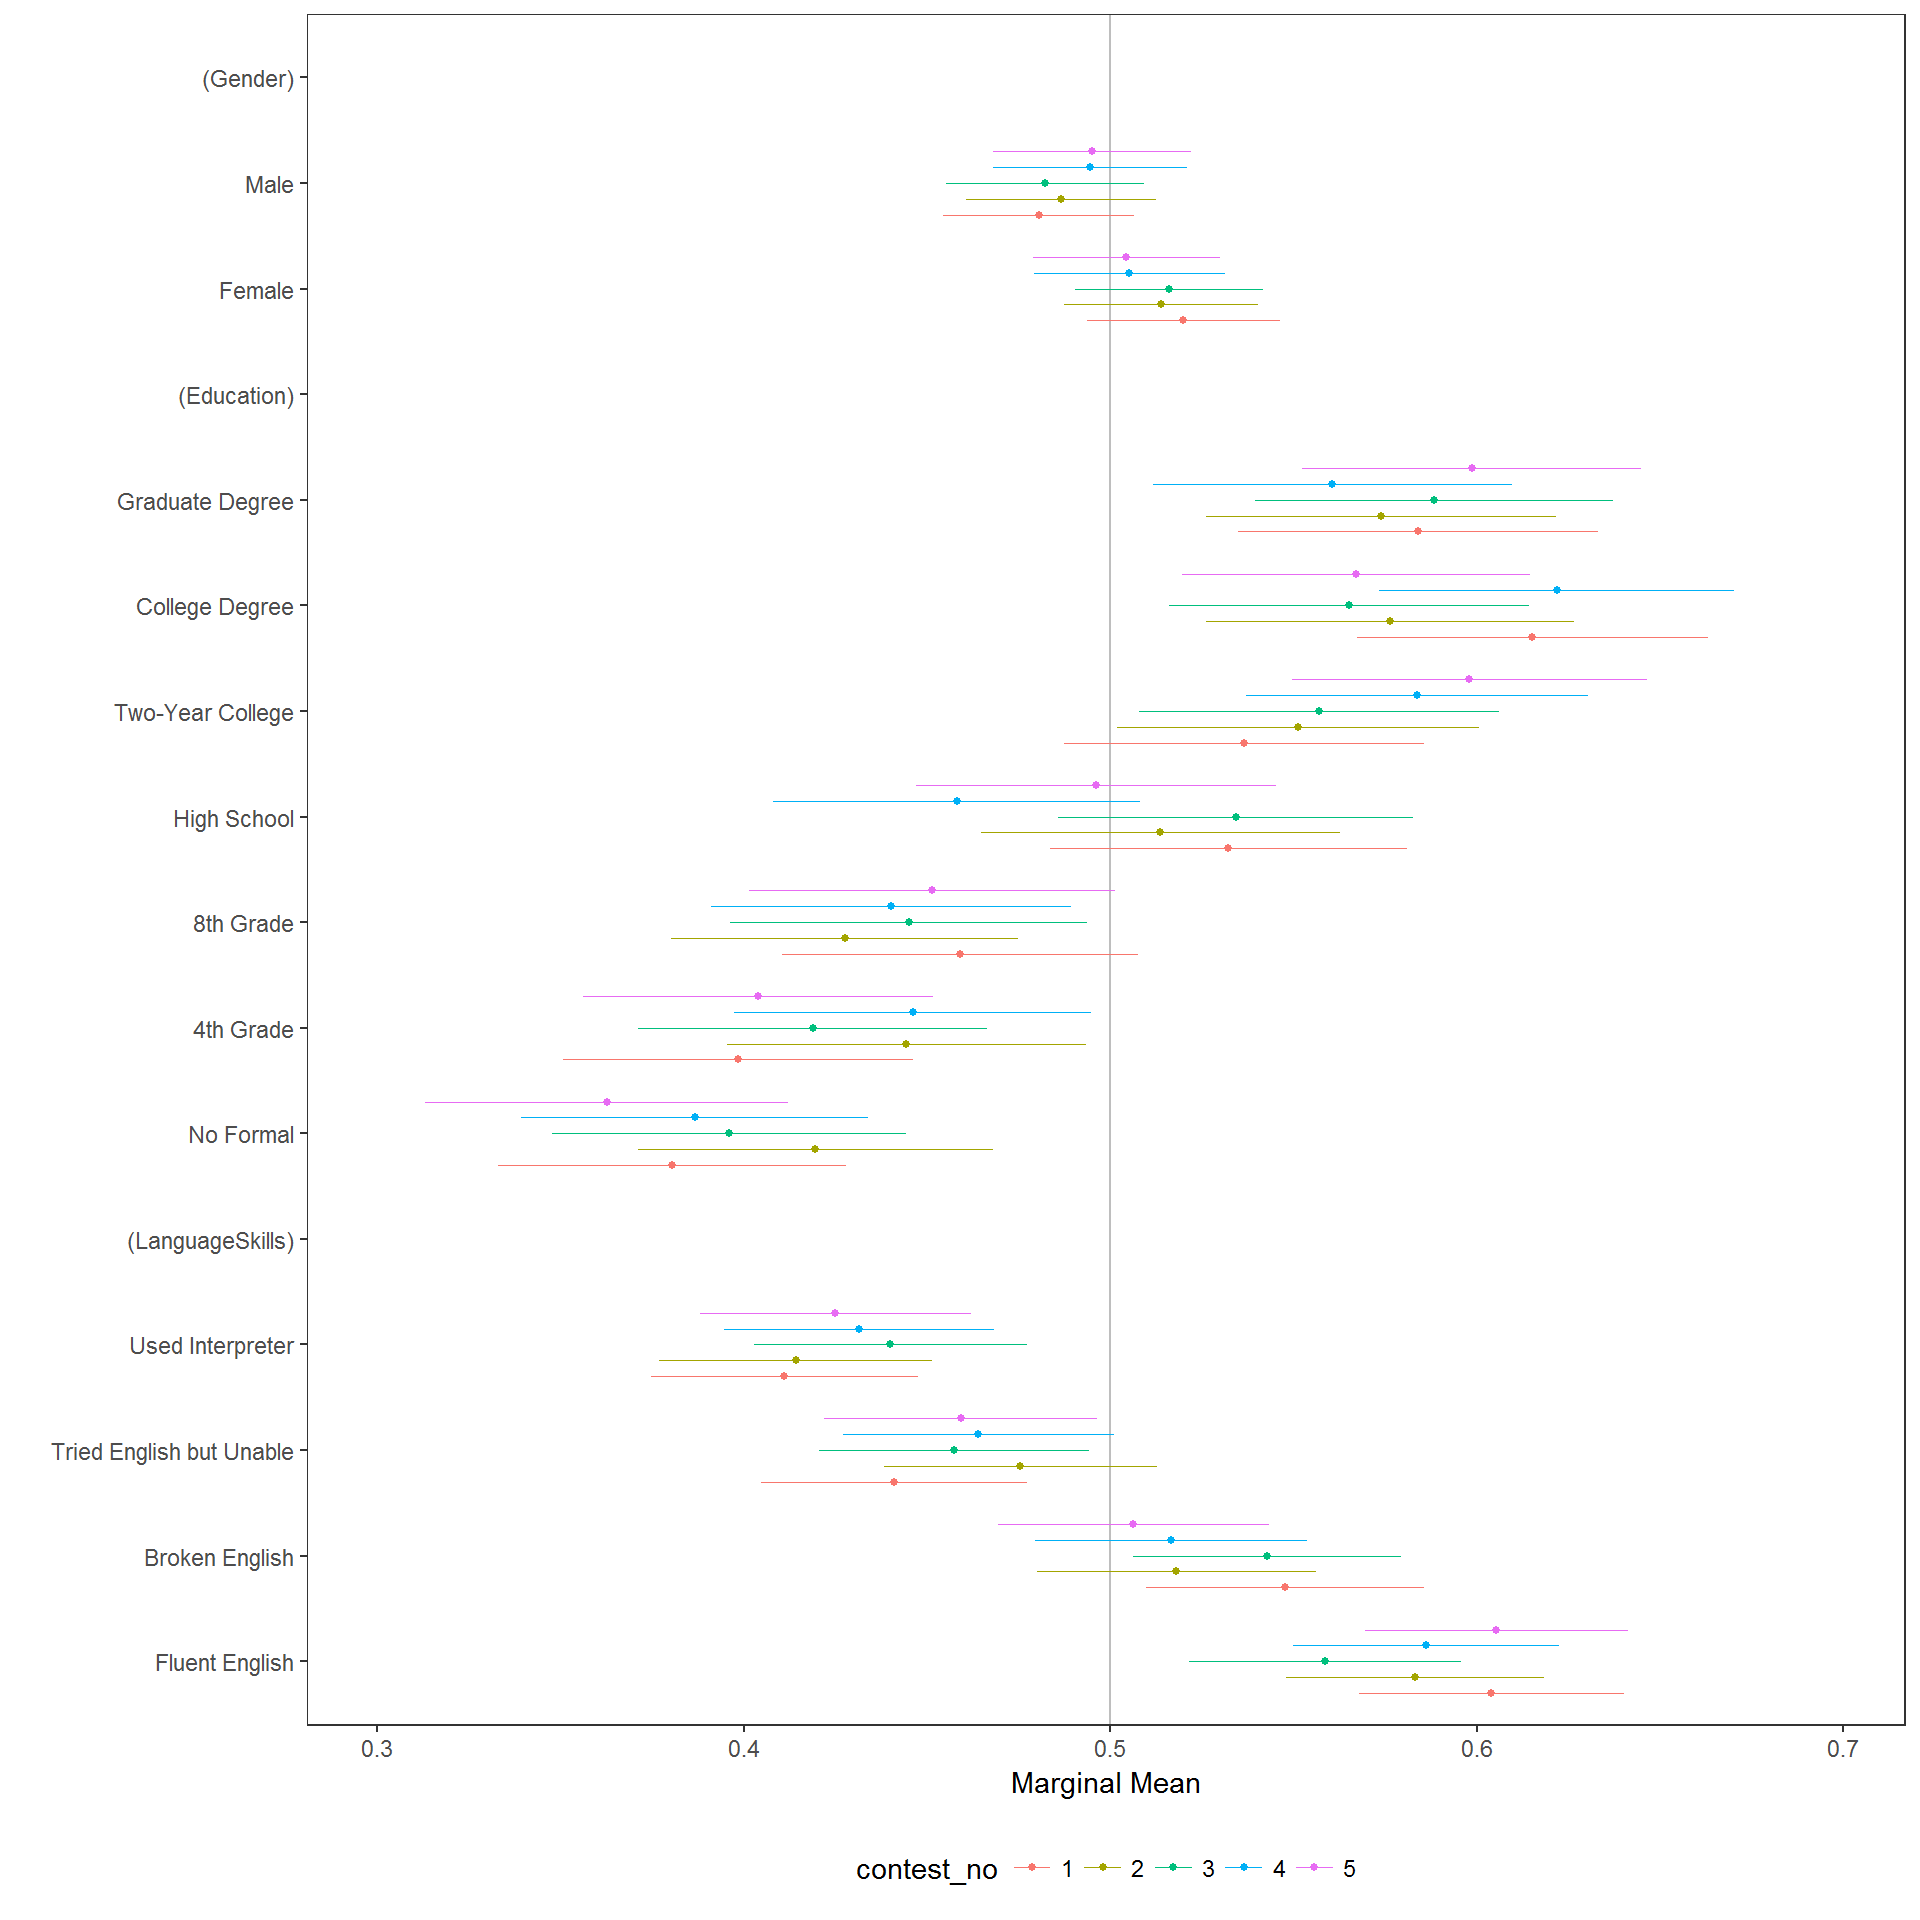 (Gender)
Male
Female
(Education)
Graduate Degree
College Degree
Two-Year College
High School
8th Grade
4th Grade
No Formal
(LanguageSkills)
Used Interpreter
Tried English but Unable
Broken English
Fluent English
0.3 0.4 0.5 0.6 0.7
Marginal Mean
contest_no 1 2 3 4 5